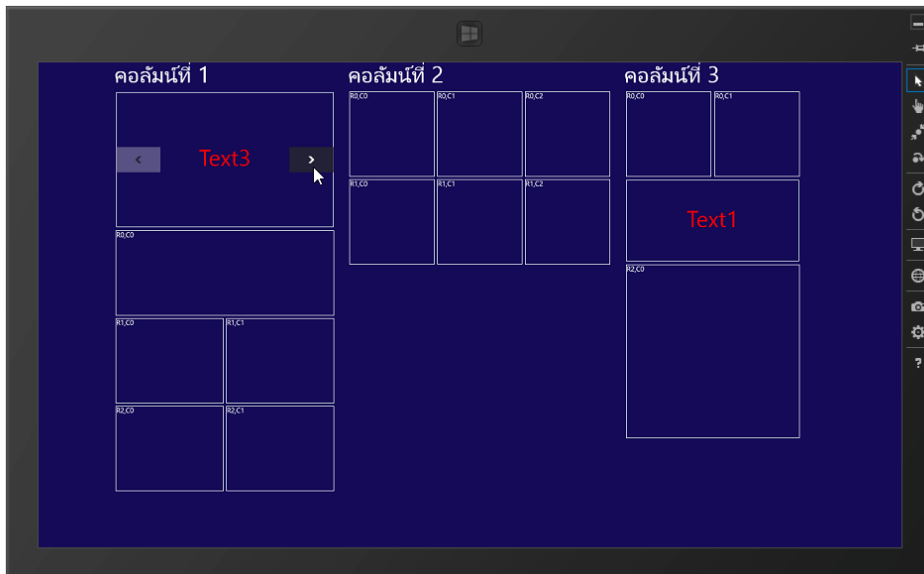 คอลัมน์ที่ 1
Text3
R0,C0
R1,C0
R1,C1
R2,C0
R2,C1
คอลัมน์ที่ 2
R0,C0
R0,C1
R0,C2
R1,C0
R1,C1
R1,C2
คอลัมน์ที่ 3
R0,C0
R0,C1
Text1
R2,C0
?